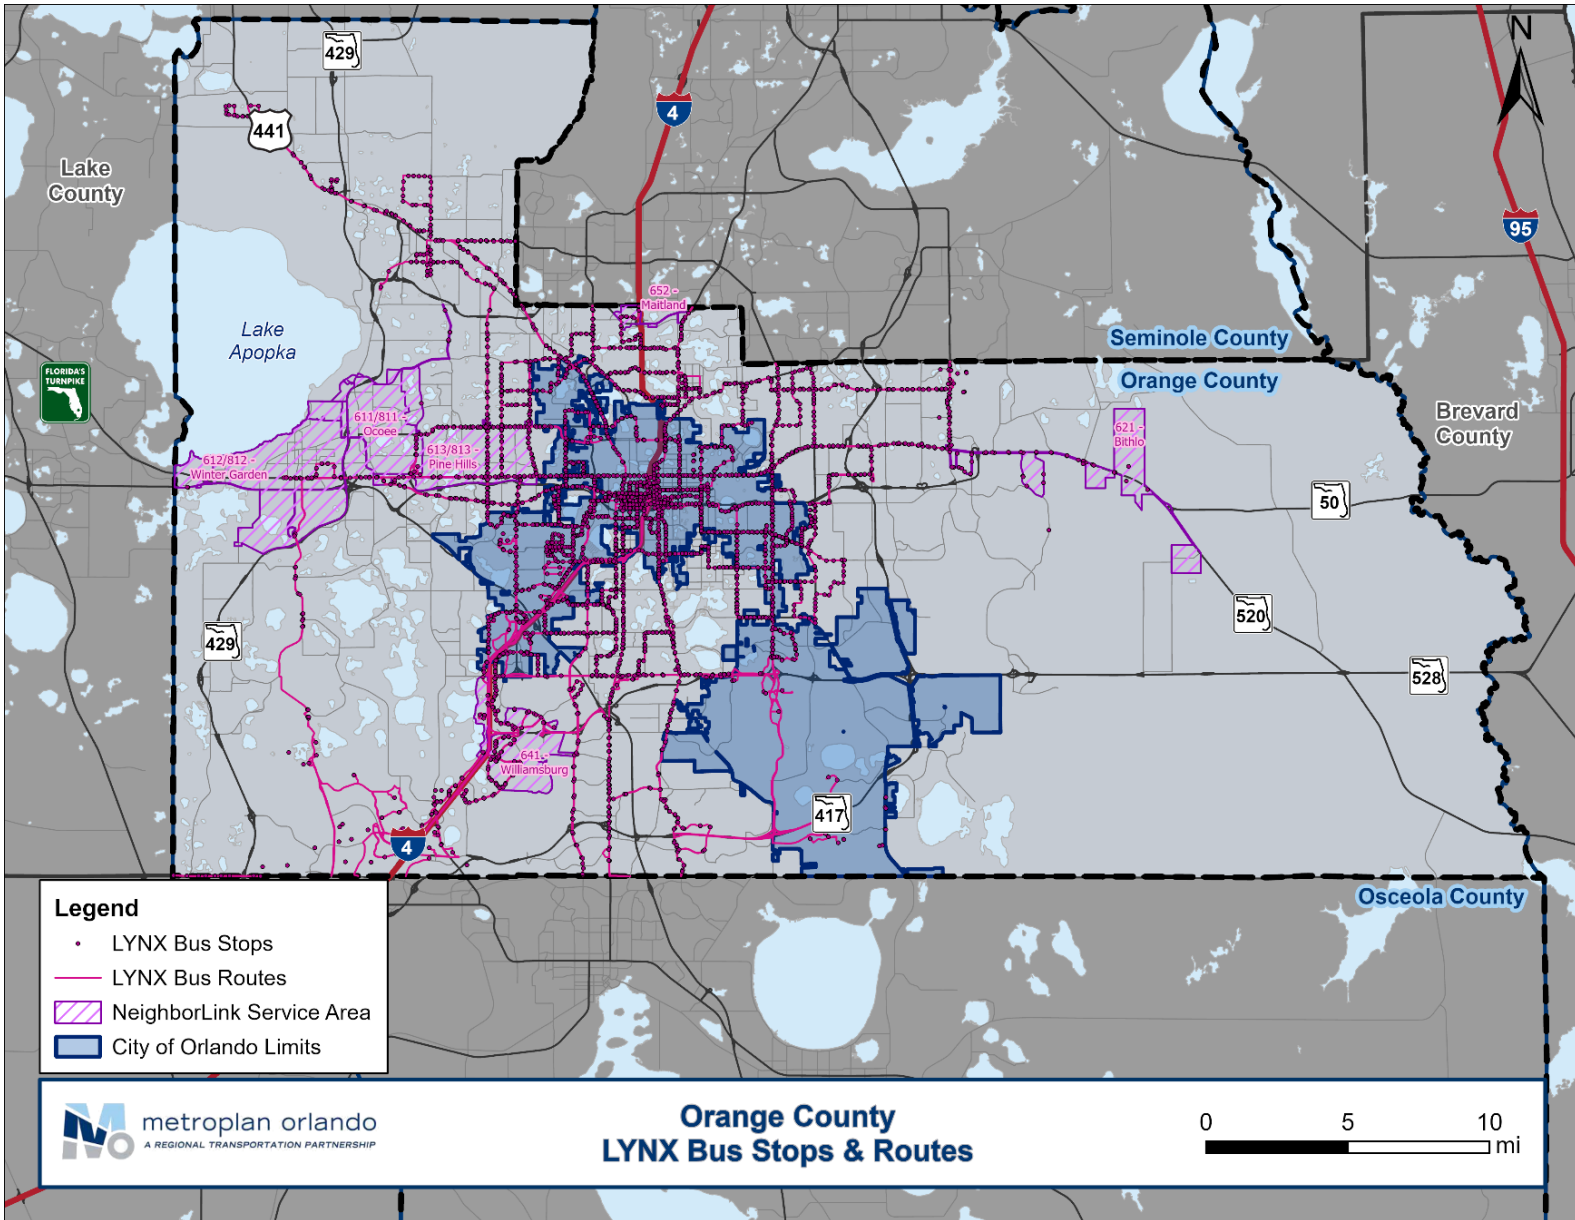 N
429
4
441
Lake
County
95
652 -
Maitland
Lake
Apopka
Seminole County
Orange County
FLORIDA'S
TURNPIKE
Brevard
County
611/811 -
Ocoee
621 -
Bithlo
613/813 -
Pine Hills
612/812 -
Winter Garden
50
520
429
528
641 -
Williamsburg
417
4
Osceola County
Legend
LYNX Bus Stops
LYNX Bus Routes
NeighborLink Service Area
City of Orlando Limits
metroplan orlando
A REGIONAL TRANSPORTATION PARTNERSHIP
Orange County
LYNX Bus Stops & Routes
0 5 10
mi